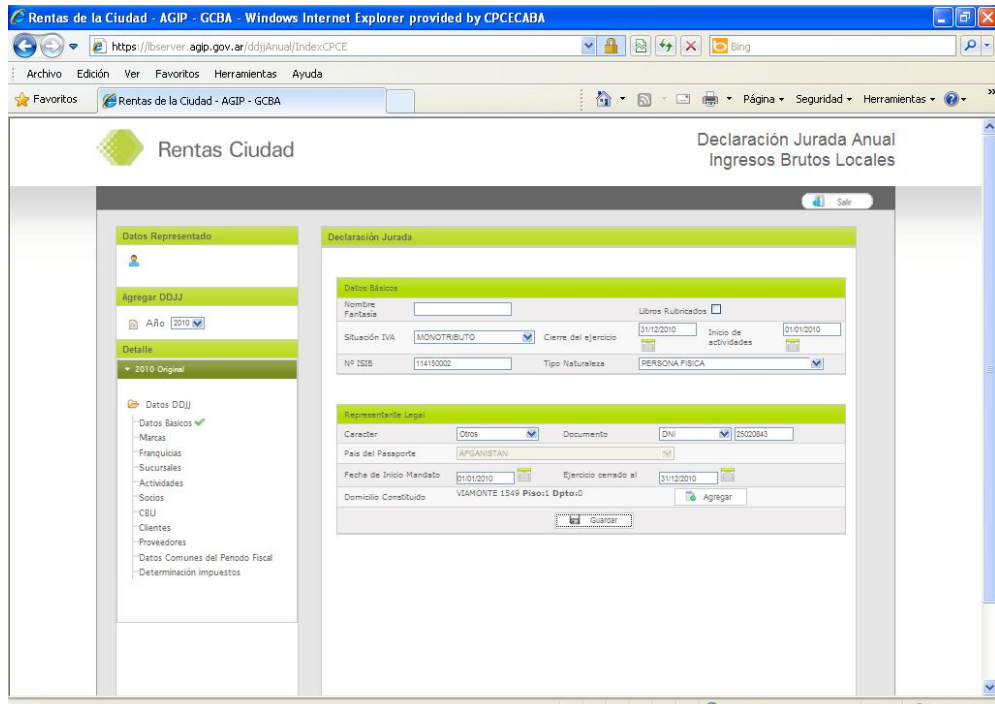 Rentas de la Ciudad - AGIP - GCBA - Windows Internet Explorer provided by CPCECABA
https://lbserver.agip.gov.ar/ddjjAnual/IndexCPCE
Bing
Archivo Edición Ver Favoritos Herramientas Ayuda
Favoritos Rentas de la Ciudad - AGIP - GCBA Página Seguridad Herramientas
Rentas Ciudad
Declaración Jurada Anual
Ingresos Brutos Locales
Salir
Datos Representado
Agregar DDJJ
Año 2010
Detalle
2010 Original
Datos DDJJ
Datos Básicos
Marcas
Franquicias
Sucursales
Actividades
Socios
CBU
Clientes
Proveedores
Datos Comunes del Periodo Fiscal
Determinación impuestos
Declaración Jurada
Datos Básicos
Nombre Fantasía Libros Rubricados
Situación IVA MONOTRIBUTO Cierre del ejercicio 31/12/2010 Inicio de actividades 01/01/2010
Nº ISIB 114150002 Tipo Naturaleza PERSONA FISICA
Representante Legal
Caracter Otros Documento DNI 25020843
Pais del Pasaporte AFGANISTAN
Fecha de Inicio Mandato 01/01/2010 Ejercicio cerrado al 31/12/2010
Domicilio Constituido VIAMONTE 1549 Piso:1 Dpto:0 Agregar
Guardar